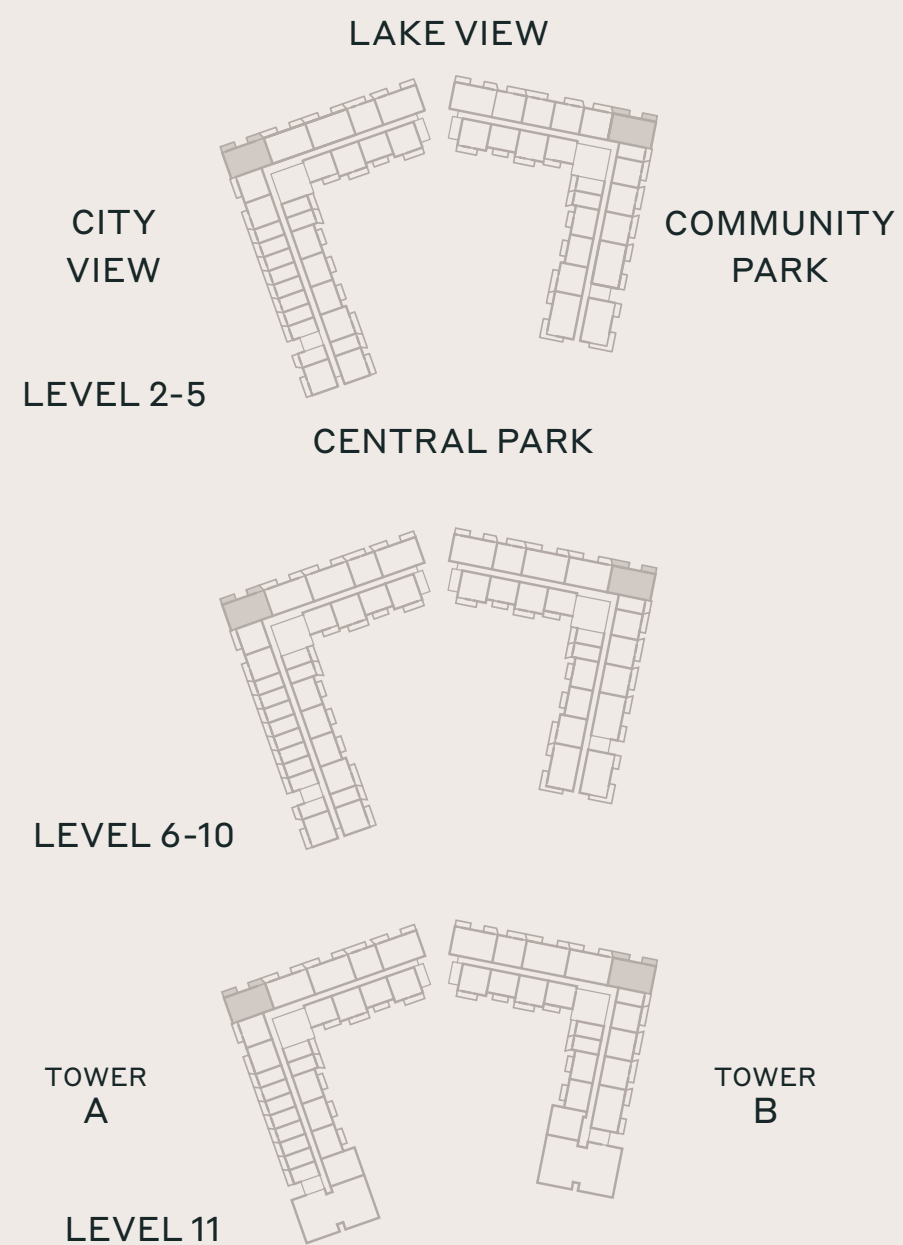 LAKE VIEW
CITY
VIEW
COMMUNITY
PARK
LEVEL 2-5
CENTRAL PARK
LEVEL 6-10
TOWER
A
TOWER
B
LEVEL 11